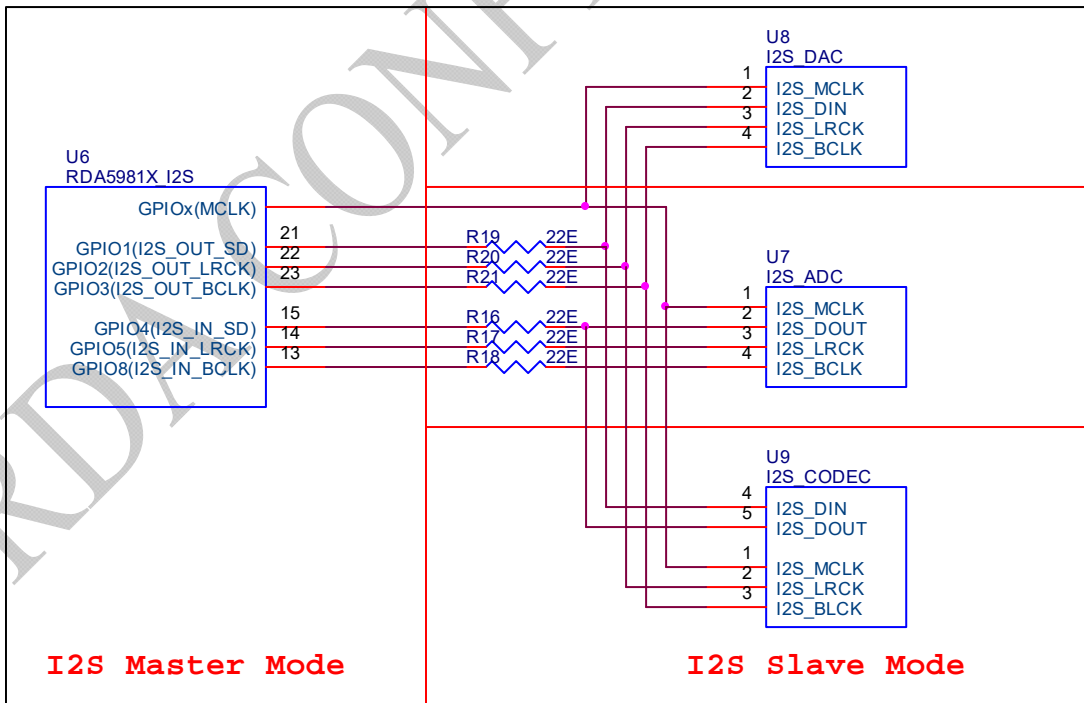 RDA CONF
U6
RDA5981X_I2S
GPIOx(MCLK)
21
GPIO1(I2S_OUT_SD)
22
GPIO2(I2S_OUT_LRCK)
23
GPIO3(I2S_OUT_BCLK)
15
GPIO4(I2S_IN_SD)
14
GPIO5(I2S_IN_LRCK)
13
GPIO8(I2S_IN_BCLK)
R19 22E
R20 22E
R21 22E
R16 22E
R17 22E
R18 22E
U8
I2S_DAC
1 I2S_MCLK
2 I2S_DIN
3 I2S_LRCK
4 I2S_BCLK
U7
I2S_ADC
1 I2S_MCLK
2 I2S_DOUT
3 I2S_LRCK
4 I2S_BCLK
U9
I2S_CODEC
4 I2S_DIN
5 I2S_DOUT
1 I2S_MCLK
2 I2S_LRCK
3 I2S_BLCK
I2S Master Mode
I2S Slave Mode